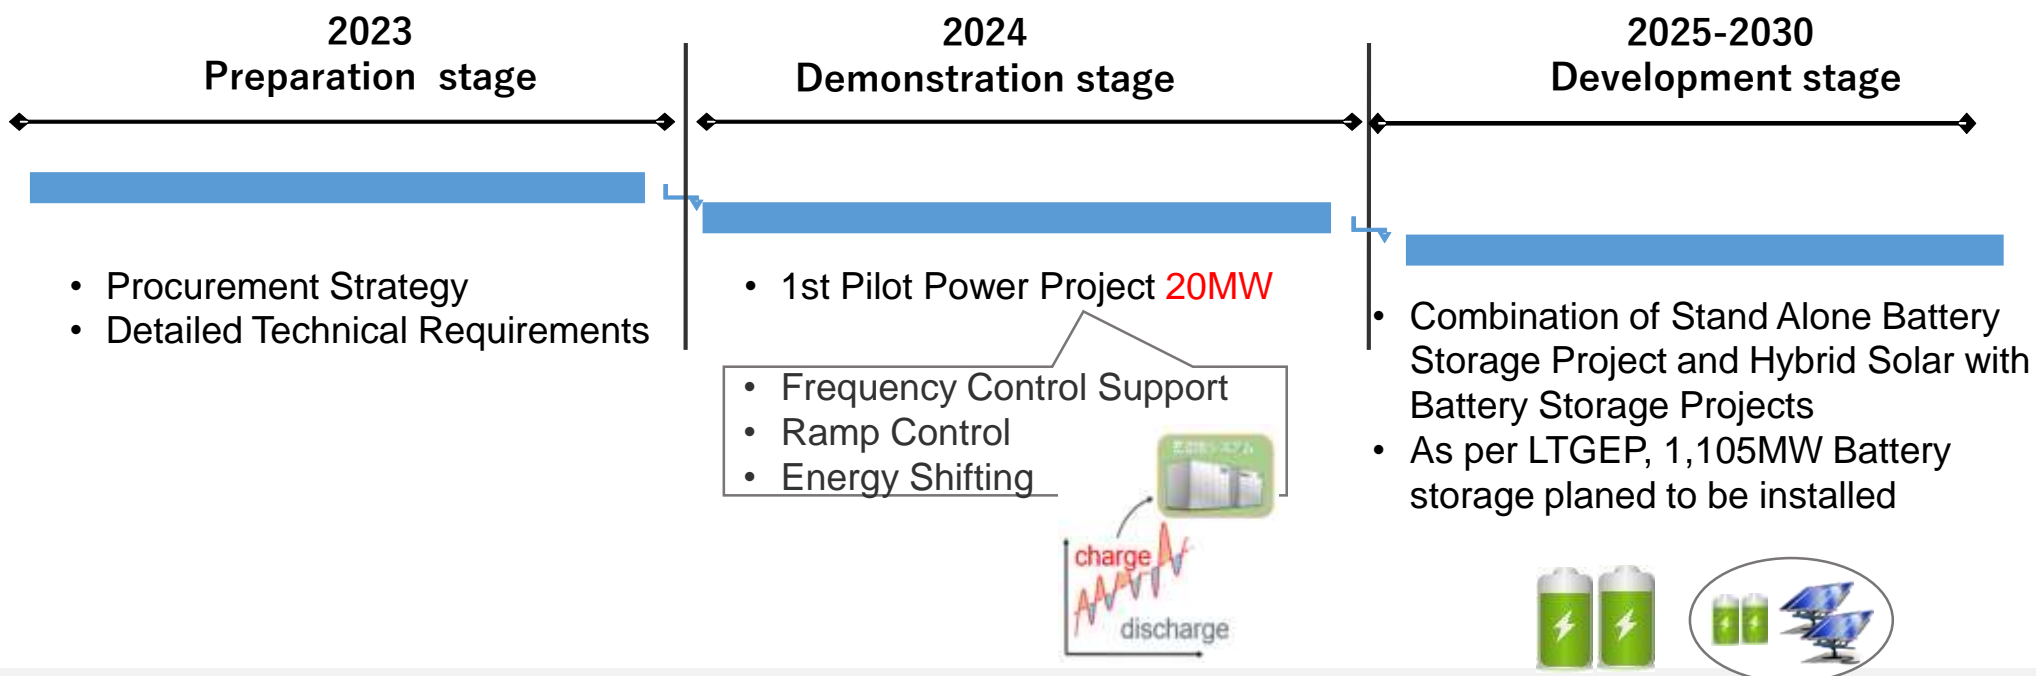 2023
Preparation stage
2024
Demonstration stage
2025-2030
Development stage
• Procurement Strategy
• Detailed Technical Requirements
• 1st Pilot Power Project 20MW
• Frequency Control Support
• Ramp Control
• Energy Shifting
charge
discharge
• Combination of Stand Alone Battery
Storage Project and Hybrid Solar with
Battery Storage Projects
• As per LTGEP, 1,105MW Battery
storage planed to be installed